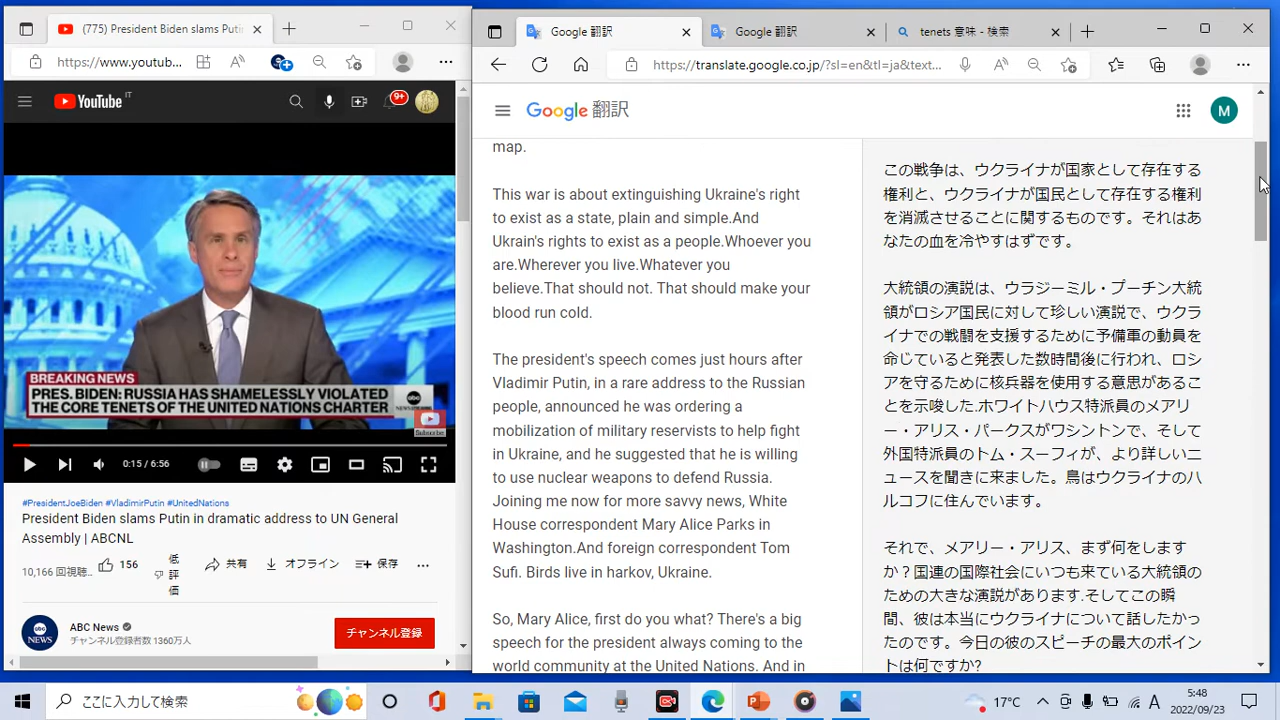 (775) President Biden slams Putin
https://www.youtub...
YouTube IT
9+
BREAKING NEWS
PRES. BIDEN: RUSSIA HAS SHAMELESSLY VIOLATED
THE CORE TENETS OF THE UNITED NATIONS CHARTER
abc
Subscribe
0:15 / 6:56
#PresidentJoeBiden #VladimirPutin #UnitedNations
President Biden slams Putin in dramatic address to UN General
Assembly | ABCNL
10,166 回視聴...
156
低
評
価
共有
オフライン
保存
ABC News
チャンネル登録者数 1360万人
チャンネル登録
Google 翻訳
Google 翻訳
tenets 意味 - 検索
https://translate.google.co.jp/?sl=en&tl=ja&text...
Google 翻訳
M
map.
This war is about extinguishing Ukraine's right
to exist as a state, plain and simple.And
Ukrain's rights to exist as a people.Whoever you
are.Wherever you live.Whatever you
believe.That should not. That should make your
blood run cold.
The president's speech comes just hours after
Vladimir Putin, in a rare address to the Russian
people, announced he was ordering a
mobilization of military reservists to help fight
in Ukraine, and he suggested that he is willing
to use nuclear weapons to defend Russia.
Joining me now for more savvy news, White
House correspondent Mary Alice Parks in
Washington.And foreign correspondent Tom
Sufi. Birds live in harkov, Ukraine.
So, Mary Alice, first do you what? There's a big
speech for the president always coming to the
world community at the United Nations. And in
この戦争は、ウクライナが国家として存在する
権利と、ウクライナが国民として存在する権利
を消滅させることに関するものです。それはあ
なたの血を冷やすはずです。
大統領の演説は、ウラジーミル・プーチン大統
領がロシア国民に対して珍しい演説で、ウクラ
イナでの戦闘を支援するために予備軍の動員を
命じていると発表した数時間後に行われ、ロシ
アを守るために核兵器を使用する意思があるこ
とを示唆した.ホワイトハウス特派員のメアリ
ー・アリス・パークスがワシントンで、そして
外国特派員のトム・スーフィが、より詳しいニ
ュースを聞きに来ました。鳥はウクライナのハ
ルコフに住んでいます。
それで、メアリー・アリス、まず何をします
か？国連の国際社会にいつも来ている大統領の
ための大きな演説があります.そしてこの瞬
間、彼は本当にウクライナについて話したかっ
たのです。今日の彼のスピーチの最大のポイン
トは何ですか?
ここに入力して検索
17°C
A
5:48
2022/09/23